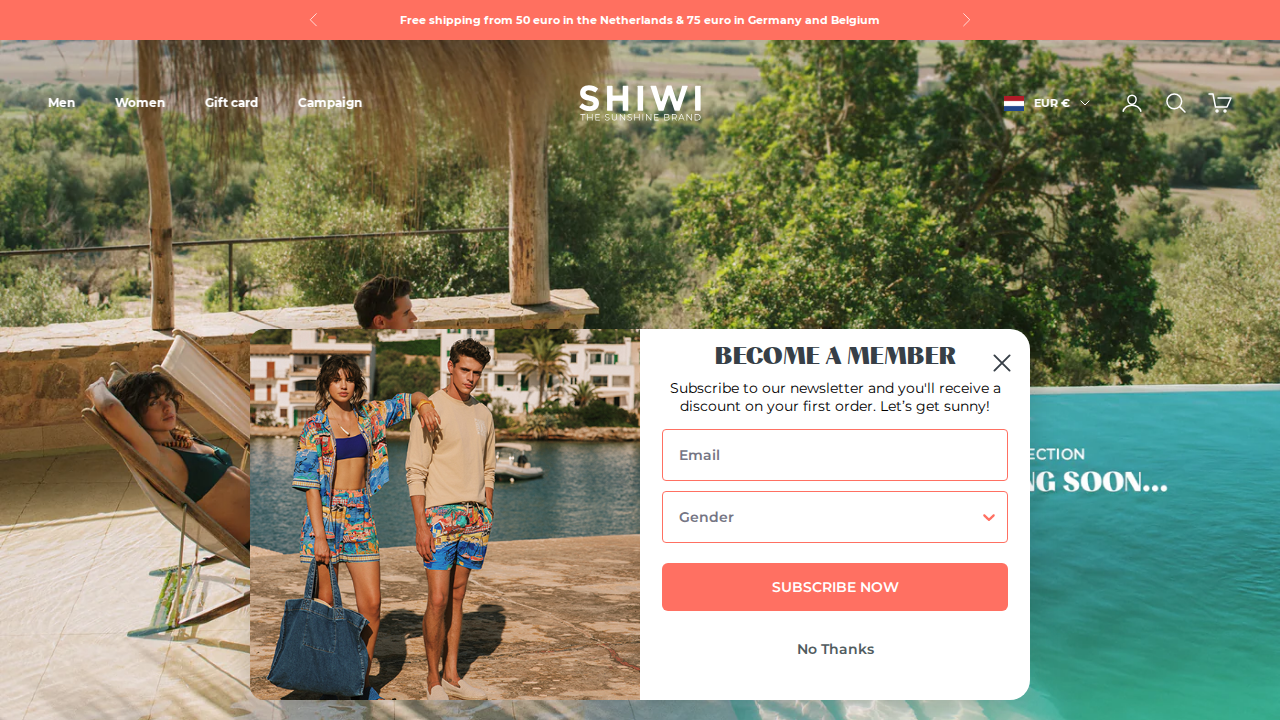 Free shipping from 50 euro in the Netherlands & 75 euro in Germany and Belgium
Men
Women
Gift card
Campaign
SHIWI
THE SUNSHINE BRAND
EUR €
BECOME A MEMBER
Subscribe to our newsletter and you'll receive a
discount on your first order. Let's get sunny!
Email
Gender
SUBSCRIBE NOW
No Thanks
SOON...